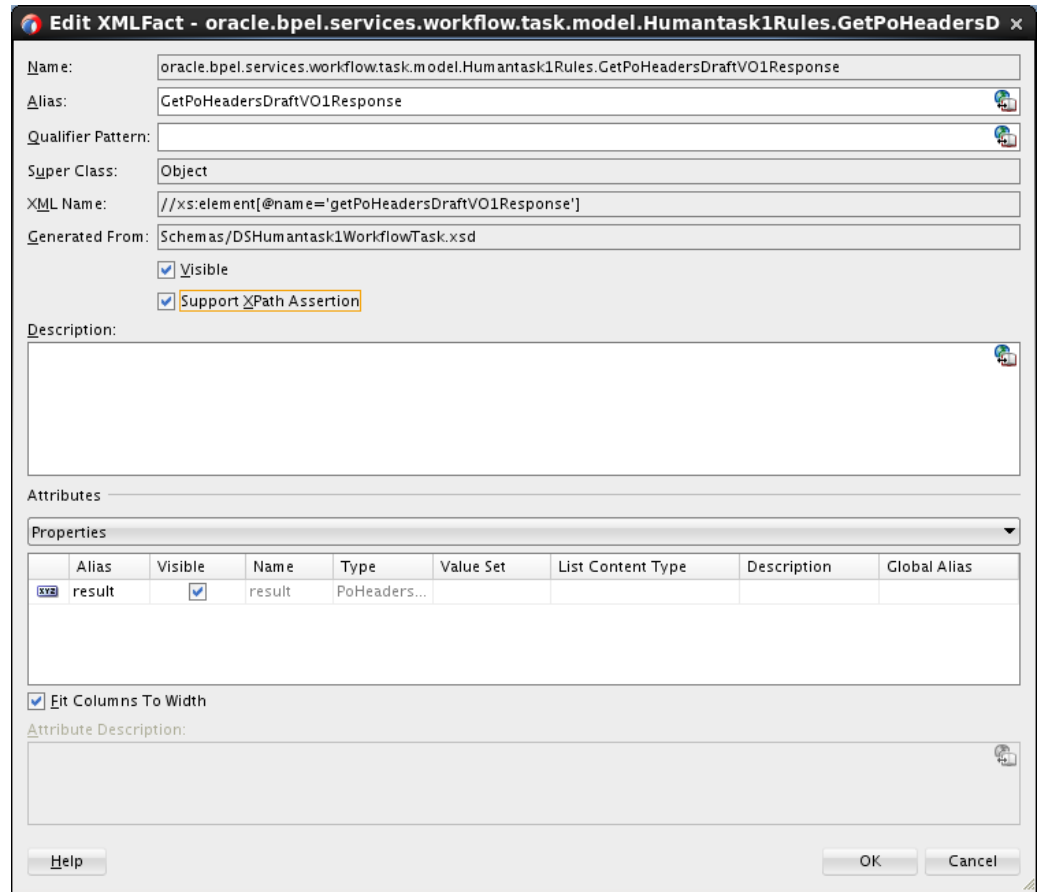 Edit XMLFact - oracle.bpel.services.workflow.task.model.Humantask1Rules.GetPoHeadersD
Name: oracle.bpel.services.workflow.task.model.Humantask1Rules.GetPoHeadersDraftVO1Response
Alias: GetPoHeadersDraftVO1Response
Qualifier Pattern:
Super Class: Object
XML Name: //xs:element[@name='getPoHeadersDraftVO1Response']
Generated From: Schemas/DSHumantask1WorkflowTask.xsd
Visible
Support XPath Assertion
Description:
Attributes
Properties
Alias Visible Name Type Value Set List Content Type Description Global Alias
XYZ result result PoHeaders...
Fit Columns To Width
Attribute Description:
Help OK Cancel